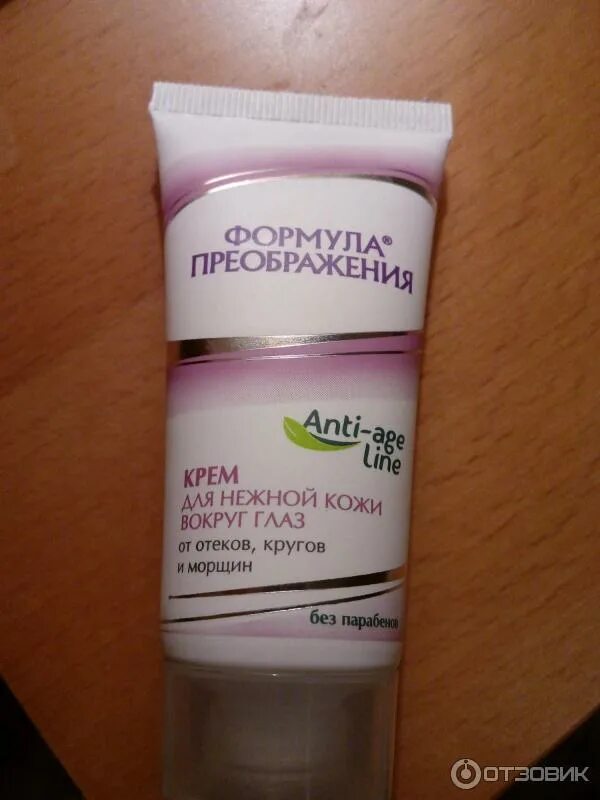 ФОРМУЛА®
ПРЕОБРАЖЕНИЯ
Anti-age
line
КРЕМ
ДЛЯ НЕЖНОЙ КОЖИ
ВОКРУГ ГЛАЗ
от отеков, кругов
и морщин
без парабенов
ОТЗОВИК